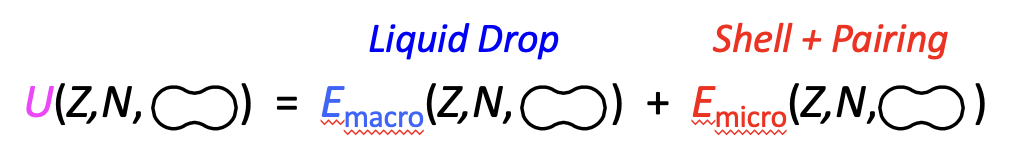 Liquid Drop Shell + Pairing
U(Z,N, ) = Emacro(Z,N, ) + Emicro(Z,N, )